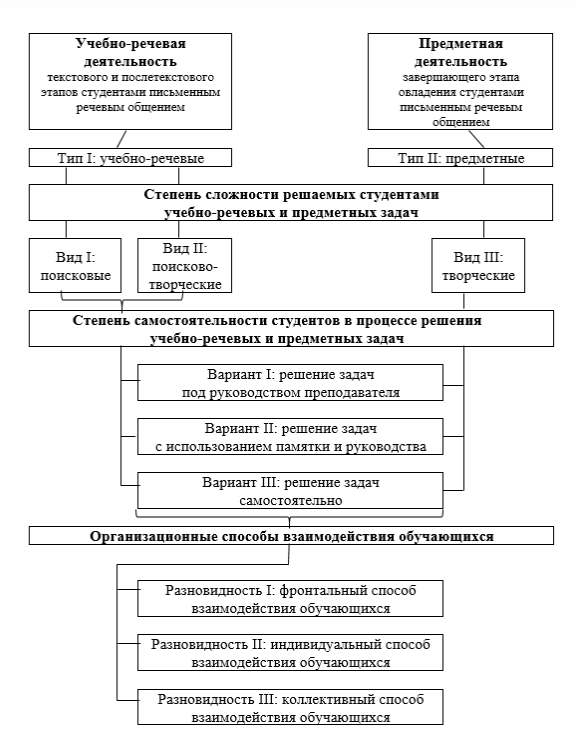 Учебно-речевая
деятельность
текстового и послетекстового
этапов студентами письменным
речевым общением
Предметная
деятельность
завершающего этапа
овладения студентами
письменным речевым
общением
Тип I: учебно-речевые
Тип II: предметные
Степень сложности решаемых студентами
учебно-речевых и предметных задач
Вид I:
поисковые
Вид II:
поисково-
творческие
Вид III:
творческие
Степень самостоятельности студентов в процессе решения
учебно-речевых и предметных задач
Вариант I: решение задач
под руководством преподавателя
Вариант II: решение задач
с использованием памятки и руководства
Вариант III: решение задач
самостоятельно
Организационные способы взаимодействия обучающихся
Разновидность I: фронтальный способ
взаимодействия обучающихся
Разновидность II: индивидуальный способ
взаимодействия обучающихся
Разновидность III: коллективный способ
взаимодействия обучающихся